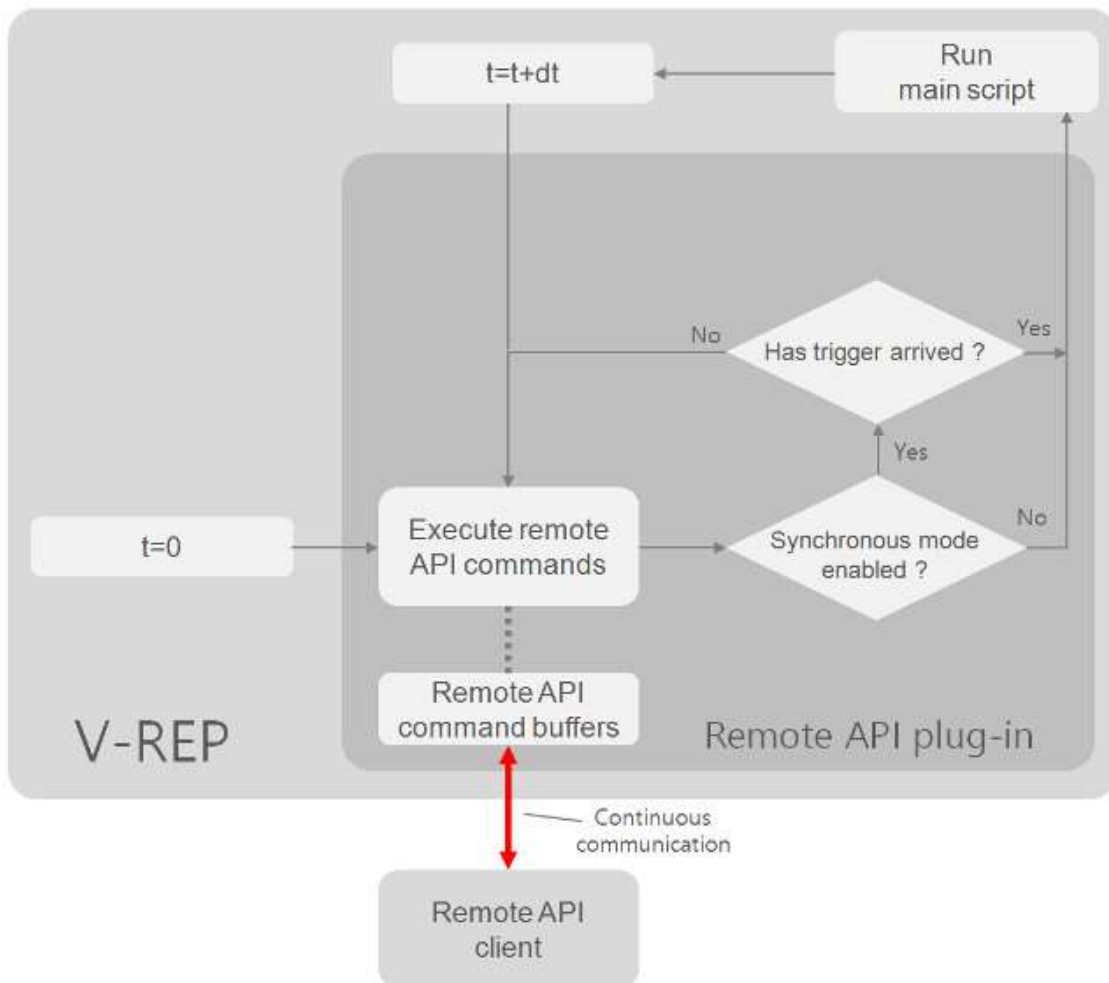 t=t+dt
Run
main script
No
Has trigger arrived ?
Yes
Yes
t=0
Execute remote
API commands
Synchronous mode
enabled ?
No
Remote API
command buffers
V-REP
Remote API plug-in
Continuous
communication
Remote API
client